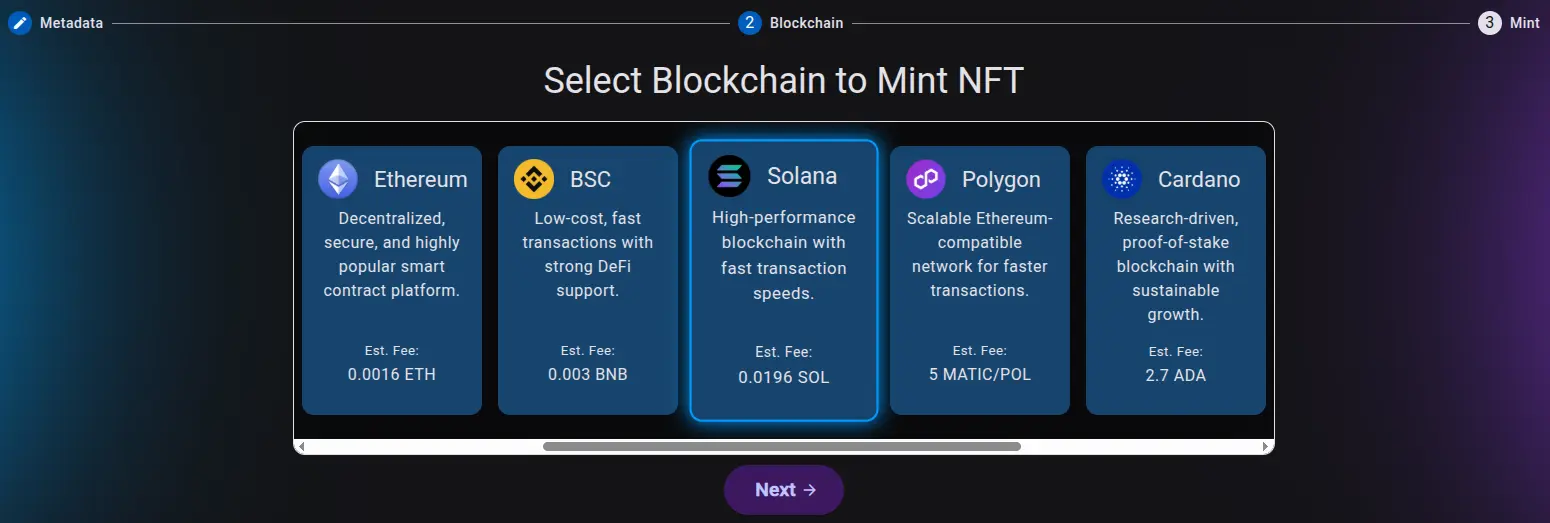 Metadata
2 Blockchain
3 Mint
Select Blockchain to Mint NFT
Ethereum
Decentralized,
secure, and highly
popular smart
contract platform.
Est. Fee:
0.0016 ETH
BSC
Low-cost, fast
transactions with
strong DeFi
support.
Est. Fee:
0.003 BNB
Solana
High-performance
blockchain with
fast transaction
speeds.
Est. Fee:
0.0196 SOL
Polygon
Scalable Ethereum-
compatible
network for faster
transactions.
Est. Fee:
5 MATIC/POL
Cardano
Research-driven,
proof-of-stake
blockchain with
sustainable
growth.
Est. Fee:
2.7 ADA
Next →